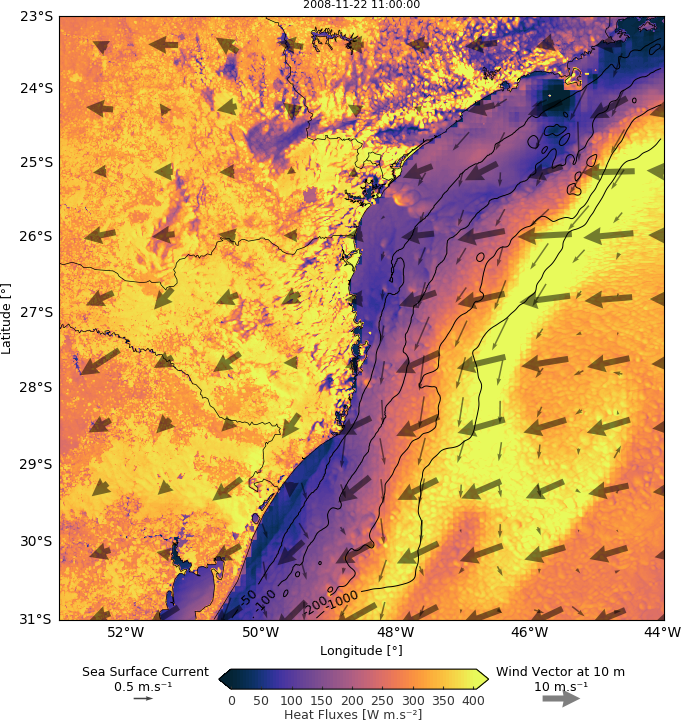 2008-11-22 11:00:00
23°S
24°S
25°S
26°S
27°S
28°S
29°S
30°S
31°S
Latitude [°]
-50
-100
-200
-1000
52°W
50°W
48°W
46°W
44°W
Longitude [°]
Sea Surface Current
0.5 m.s⁻¹
Wind Vector at 10 m
10 m.s⁻¹
0 50 100 150 200 250 300 350 400
Heat Fluxes [W m.s⁻²]